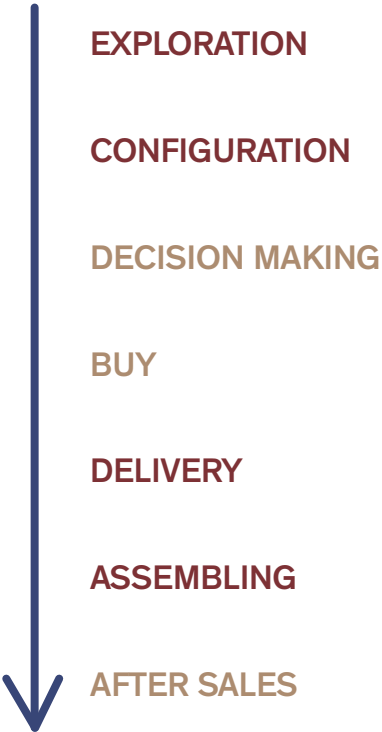 EXPLORATION
CONFIGURATION
DECISION MAKING
BUY
DELIVERY
ASSEMBLING
AFTER SALES